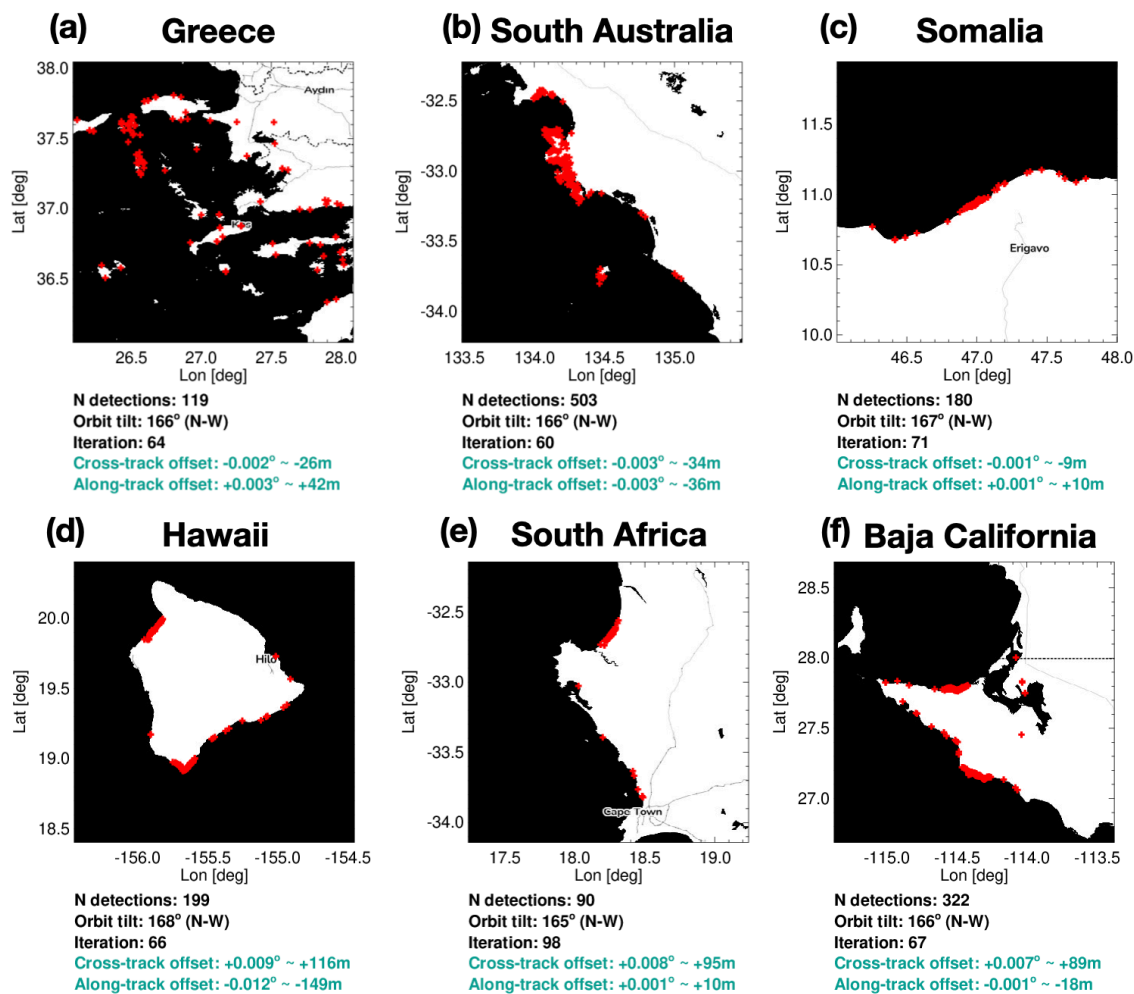 (a) Greece
38.0
37.5
37.0
36.5
Lat [deg]
Aydın
26.5 27.0 27.5 28.0
Lon [deg]
N detections: 119
Orbit tilt: 166° (N-W)
Iteration: 64
Cross-track offset: -0.002° ~ -26m
Along-track offset: +0.003° ~ +42m
(b) South Australia
-32.5
-33.0
-33.5
-34.0
Lat [deg]
133.5 134.0 134.5 135.0
Lon [deg]
N detections: 503
Orbit tilt: 166° (N-W)
Iteration: 60
Cross-track offset: -0.003° ~ -34m
Along-track offset: -0.003° ~ -36m
(c) Somalia
11.5
11.0
10.5
10.0
Lat [deg]
Erigavo
46.5 47.0 47.5 48.0
Lon [deg]
N detections: 180
Orbit tilt: 167° (N-W)
Iteration: 71
Cross-track offset: -0.001° ~ -9m
Along-track offset: +0.001° ~ +10m
(d) Hawaii
20.0
19.5
19.0
18.5
Lat [deg]
Hilo
-156.0 -155.5 -155.0 -154.5
Lon [deg]
N detections: 199
Orbit tilt: 168° (N-W)
Iteration: 66
Cross-track offset: +0.009° ~ +116m
Along-track offset: -0.012° ~ -149m
(e) South Africa
-32.5
-33.0
-33.5
-34.0
Lat [deg]
Cape Town
17.5 18.0 18.5 19.0
Lon [deg]
N detections: 90
Orbit tilt: 165° (N-W)
Iteration: 98
Cross-track offset: +0.008° ~ +95m
Along-track offset: +0.001° ~ +10m
(f) Baja California
28.5
28.0
27.5
27.0
Lat [deg]
-115.0 -114.5 -114.0 -113.5
Lon [deg]
N detections: 322
Orbit tilt: 166° (N-W)
Iteration: 67
Cross-track offset: +0.007° ~ +89m
Along-track offset: -0.001° ~ -18m